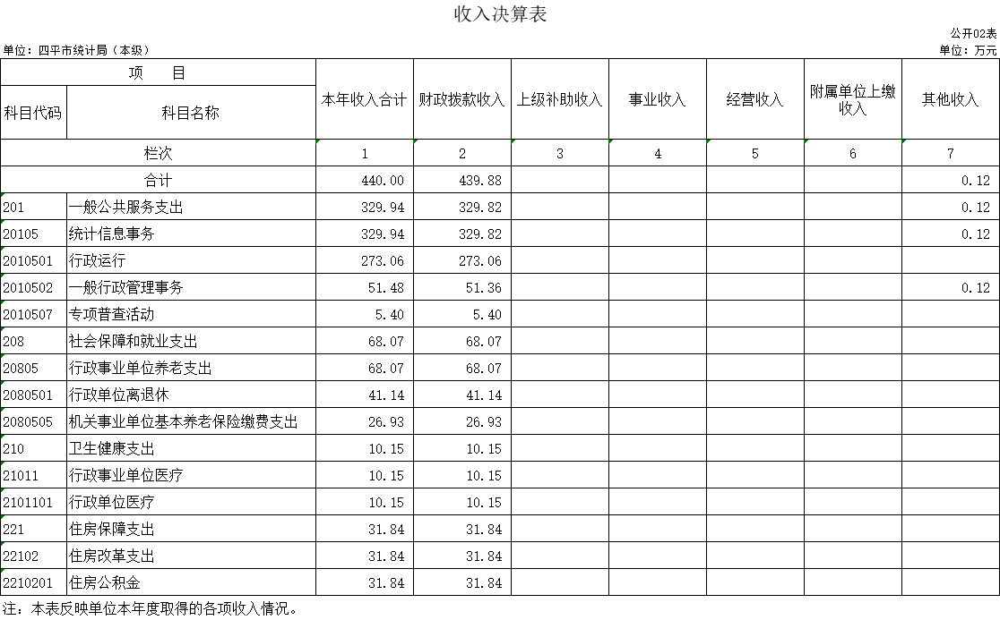 收入决算表
公开02表
单位：四平市统计局（本级） 单位：万元
项 目 本年收入合计 财政拨款收入 上级补助收入 事业收入 经营收入 附属单位上缴收入 其他收入
科目代码 科目名称
栏次 1 2 3 4 5 6 7
合计 440.00 439.88 0.12
201 一般公共服务支出 329.94 329.82 0.12
20105 统计信息事务 329.94 329.82 0.12
2010501 行政运行 273.06 273.06
2010502 一般行政管理事务 51.48 51.36 0.12
2010507 专项普查活动 5.40 5.40
208 社会保障和就业支出 68.07 68.07
20805 行政事业单位养老支出 68.07 68.07
2080501 行政单位离退休 41.14 41.14
2080505 机关事业单位基本养老保险缴费支出 26.93 26.93
210 卫生健康支出 10.15 10.15
21011 行政事业单位医疗 10.15 10.15
2101101 行政单位医疗 10.15 10.15
221 住房保障支出 31.84 31.84
22102 住房改革支出 31.84 31.84
2210201 住房公积金 31.84 31.84
注：本表反映单位本年度取得的各项收入情况。